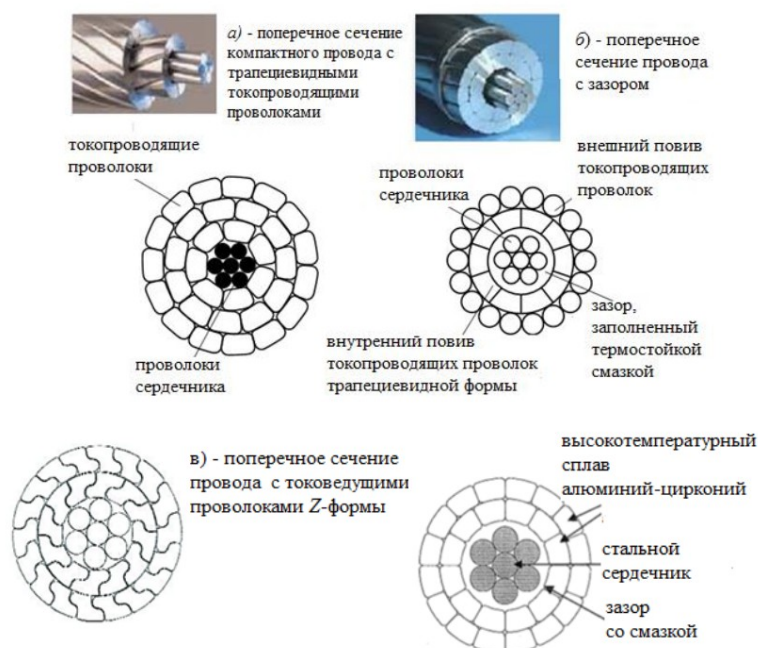 а) - поперечное сечение
компактного провода с
трапециевидными
токопроводящими
проволоками
б) - поперечное
сечение провода
с зазором
токопроводящие
проволоки
проволоки
сердечника
проволоки
сердечника
внешний повив
токопроводящих
проволок
внутренний повив
токопроводящих проволок
трапециевидной формы
зазор,
заполненный
термостойкой
смазкой
в) - поперечное сечение
провода с токоведущими
проволоками Z-формы
высокотемпературный
сплав
алюминий-цирконий
стальной
сердечник
зазор
со смазкой